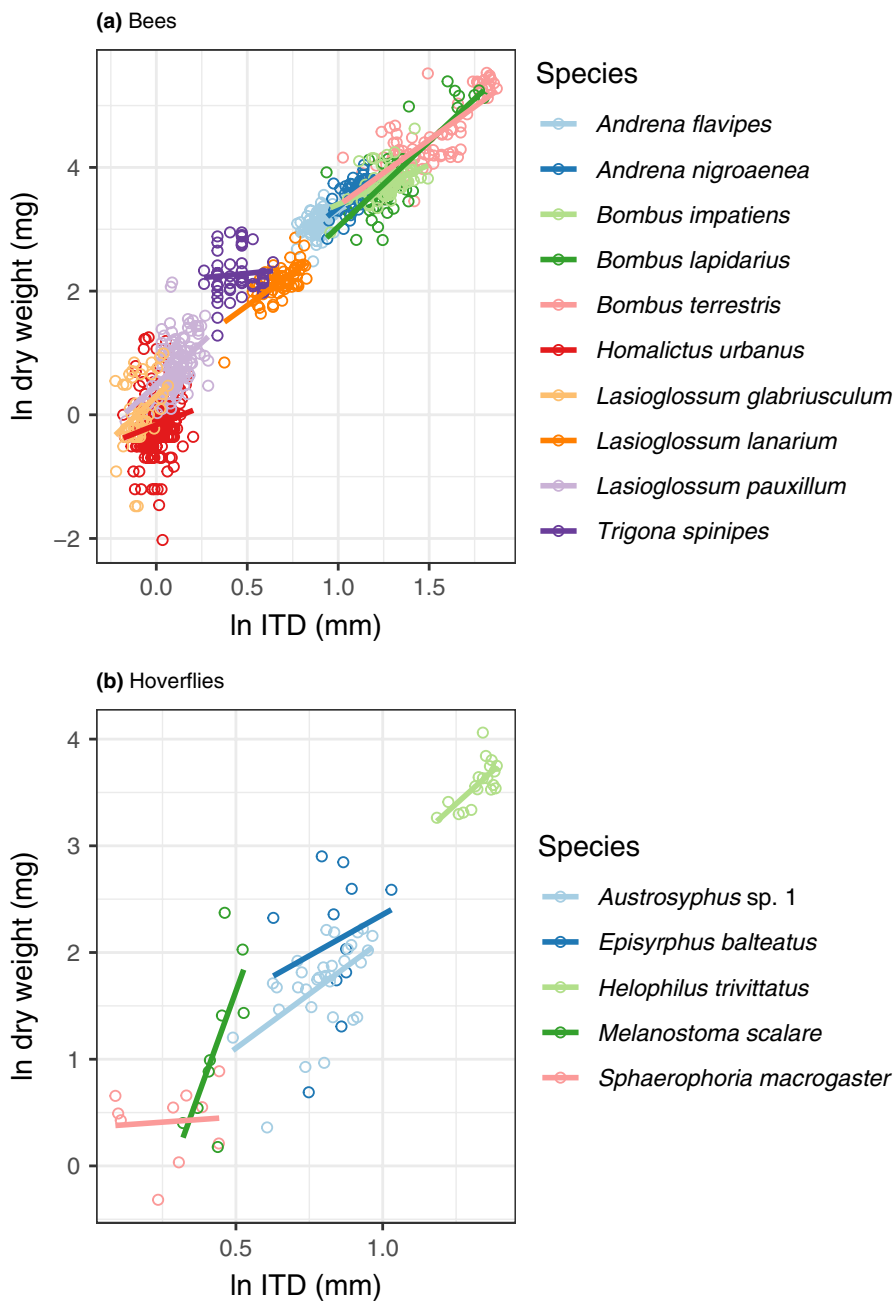 (a) Bees
ln dry weight (mg)
4
2
0
−2
0.0 0.5 1.0 1.5
ln ITD (mm)
Species
Andrena flavipes
Andrena nigroaenea
Bombus impatiens
Bombus lapidarius
Bombus terrestris
Homalictus urbanus
Lasioglossum glabriusculum
Lasioglossum lanarium
Lasioglossum pauxillum
Trigona spinipes
(b) Hoverflies
ln dry weight (mg)
4
3
2
1
0
0.5 1.0
ln ITD (mm)
Species
Austrosyphus sp. 1
Episyrphus balteatus
Helophilus trivittatus
Melanostoma scalare
Sphaerophoria macrogaster